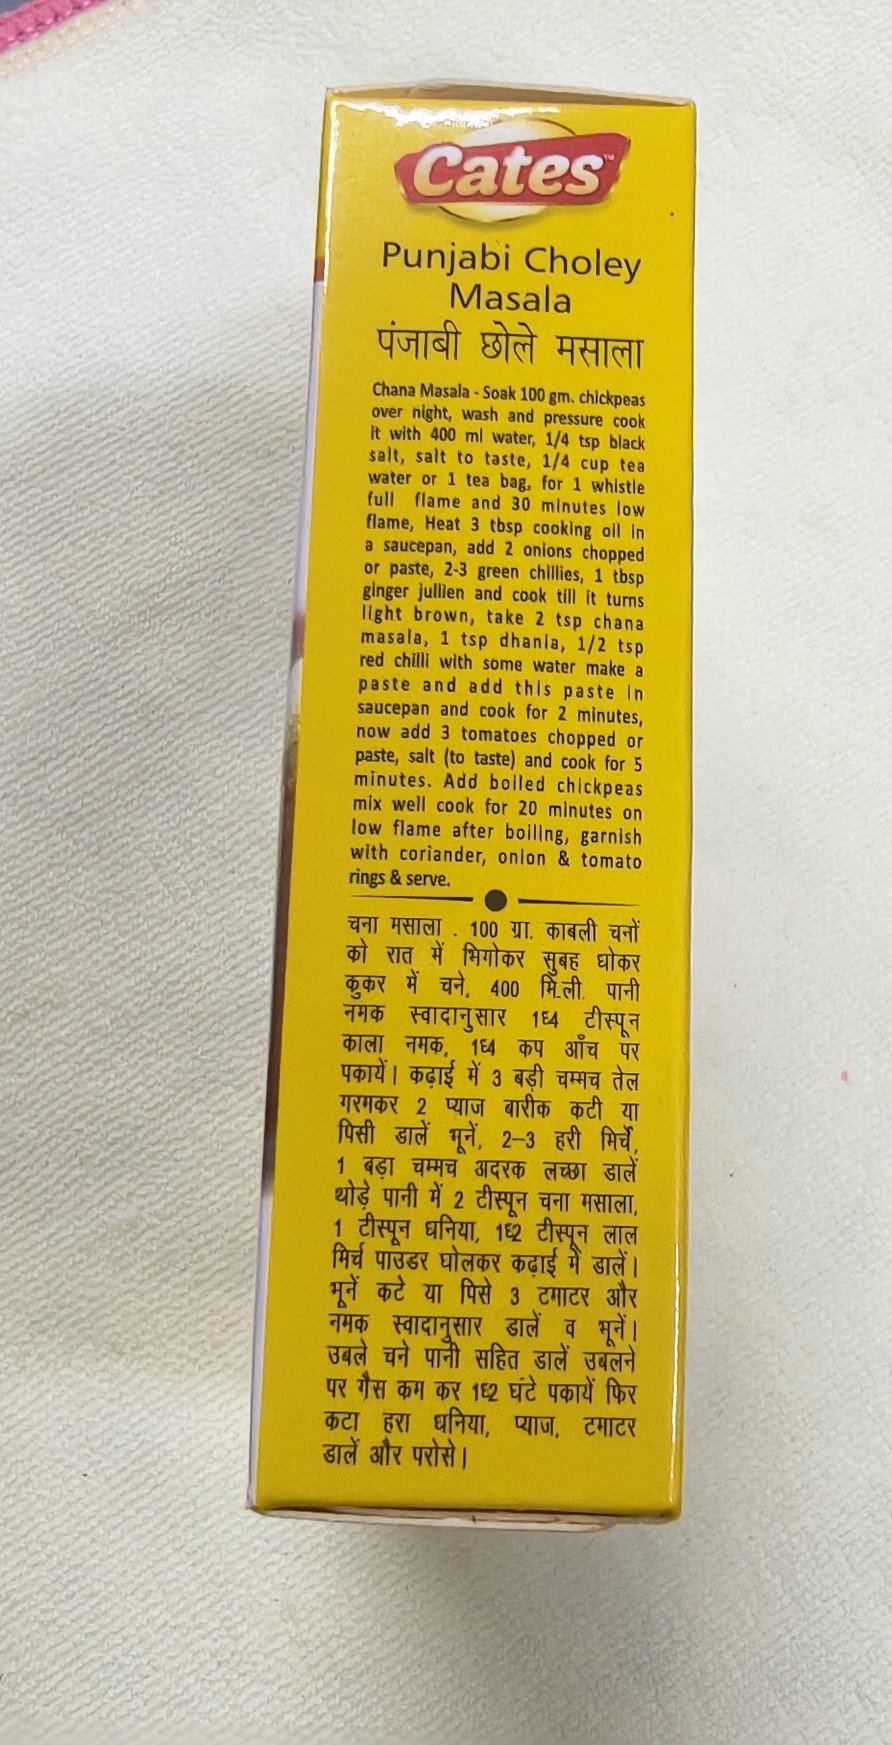 Cates™
Punjabi Choley
Masala
पंजाबी छोले मसाला
Chana Masala - Soak 100 gm. chickpeas
over night, wash and pressure cook
it with 400 ml water, 1/4 tsp black
salt, salt to taste, 1/4 cup tea
water or 1 tea bag, for 1 whistle
full flame and 30 minutes low
flame, Heat 3 tbsp cooking oil in
a saucepan, add 2 onions chopped
or paste, 2-3 green chillies, 1 tbsp
ginger jullien and cook till it turns
light brown, take 2 tsp chana
masala, 1 tsp dhania, 1/2 tsp
red chilli with some water make a
paste and add this paste in
saucepan and cook for 2 minutes,
now add 3 tomatoes chopped or
paste, salt (to taste) and cook for 5
minutes. Add boiled chickpeas
mix well cook for 20 minutes on
low flame after boiling, garnish
with coriander, onion & tomato
rings & serve.
चना मसाला . 100 ग्रा. काबली चनों
को रात में भिगोकर सुबह धोकर
कुकर में चने, 400 मि.ली. पानी
नमक स्वादानुसार 1ध्4 टीस्पून
काला नमक, 1ध्4 कप आँच पर
पकायें। कढ़ाई में 3 बड़ी चम्मच तेल
गरमकर 2 प्याज बारीक कटी या
पिसी डालें भूनें, 2–3 हरी मिर्चे,
1 बड़ा चम्मच अदरक लच्छा डालें
थोड़े पानी में 2 टीस्पून चना मसाला,
1 टीस्पून धनिया, 1ध्2 टीस्पून लाल
मिर्च पाउडर घोलकर कढ़ाई में डालें।
भूनें कटे या पिसे 3 टमाटर और
नमक स्वादानुसार डालें व भूनें।
उबले चने पानी सहित डालें उबलने
पर गैस कम कर 1ध्2 घंटे पकायें फिर
कटा हरा धनिया, प्याज, टमाटर
डालें और परोसे।